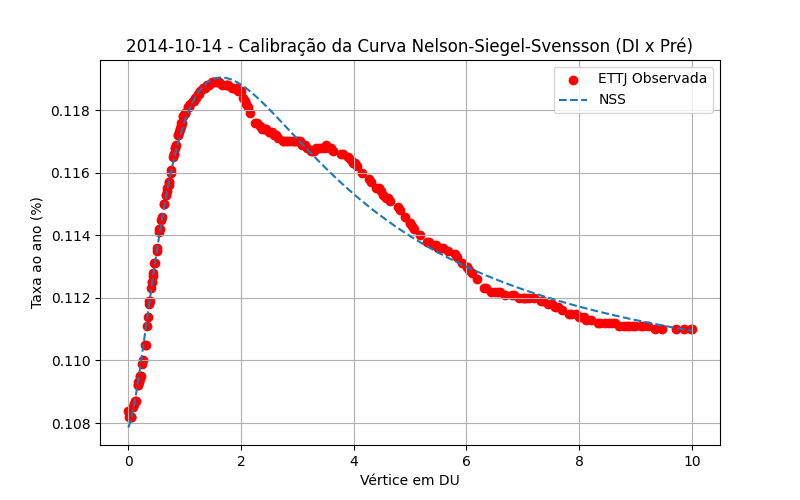 2014-10-14 - Calibração da Curva Nelson-Siegel-Svensson (DI x Pré)
ETTJ Observada
NSS
Taxa ao ano (%)
0.118
0.116
0.114
0.112
0.110
0.108
0 2 4 6 8 10
Vértice em DU